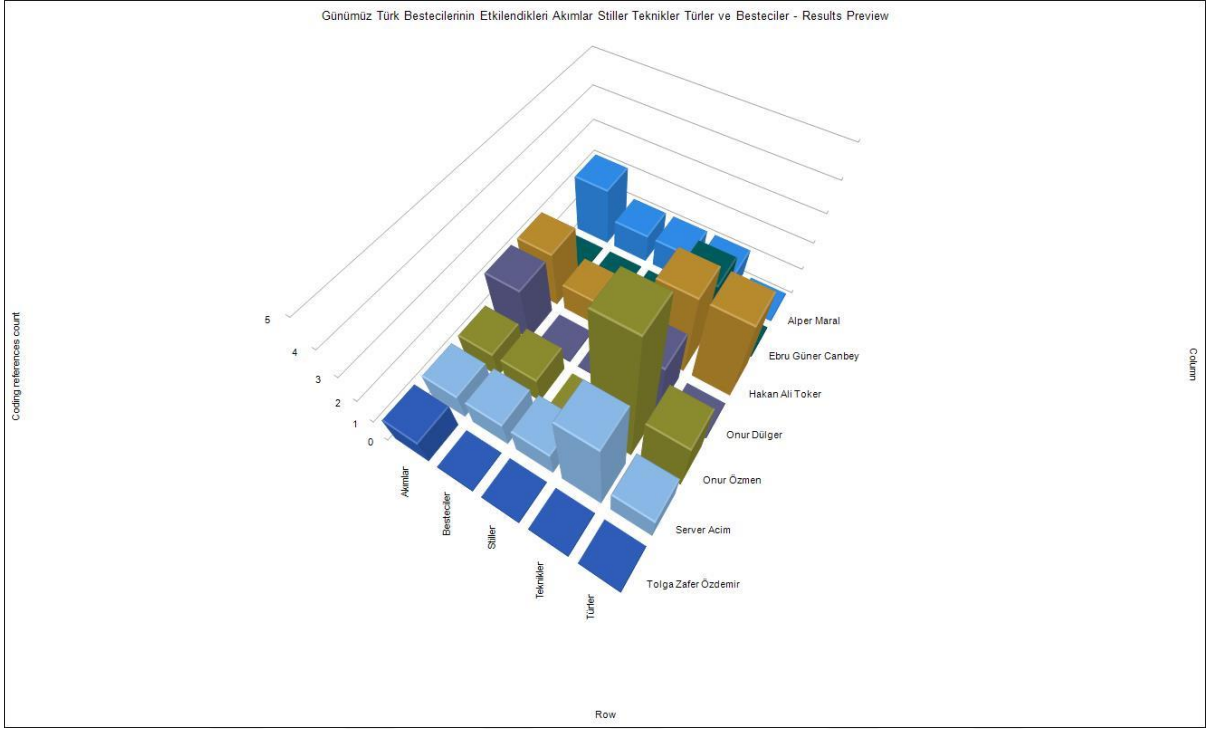 Günümüz Türk Bestecilerinin Etkilendikleri Akımlar Stiller Teknikler Türler ve Besteciler - Results Preview
5
4
3
2
1
0
Coding references count
Column
Alper Maral
Ebru Güner Canbey
Hakan Ali Toker
Onur Dülger
Onur Özmen
Server Acim
Tolga Zafer Özdemir
Akımlar
Besteciler
Stiller
Teknikler
Türler
Row